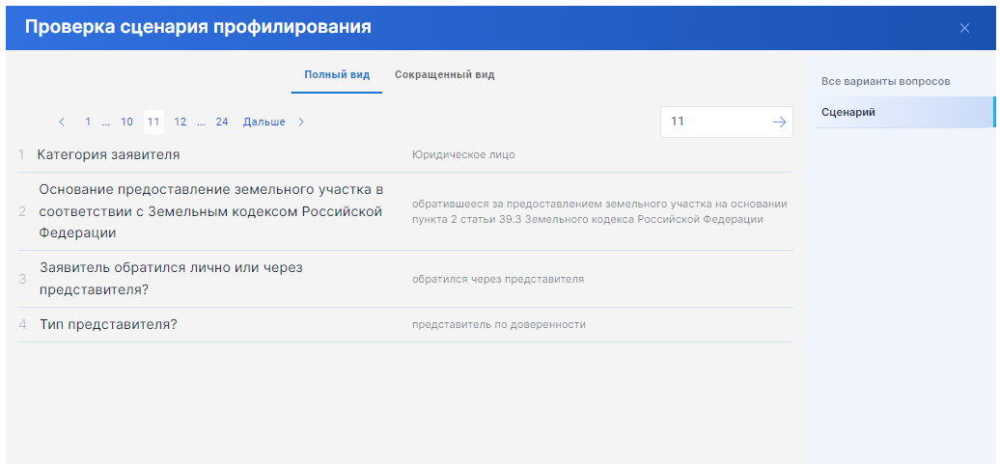 Проверка сценария профилирования
Полный вид
Сокращенный вид
Все варианты вопросов
Сценарий
1 ... 10 11 12 ... 24 Дальше
11
1 Категория заявителя
Юридическое лицо
2 Основание предоставление земельного участка в
соответствии с Земельным кодексом Российской
Федерации
обратившееся за предоставлением земельного участка на основании
пункта 2 статьи 39.3 Земельного кодекса Российской Федерации
3 Заявитель обратился лично или через
представителя?
обратился через представителя
4 Тип представителя?
представитель по доверенности